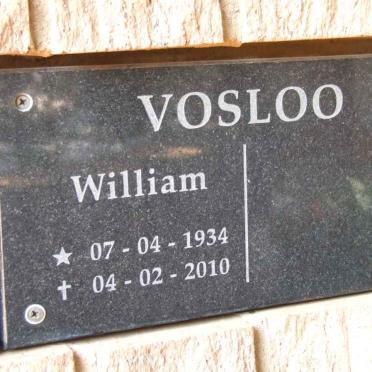 VOSLOO
William
★ 07 - 04 - 1934
✝ 04 - 02 - 2010